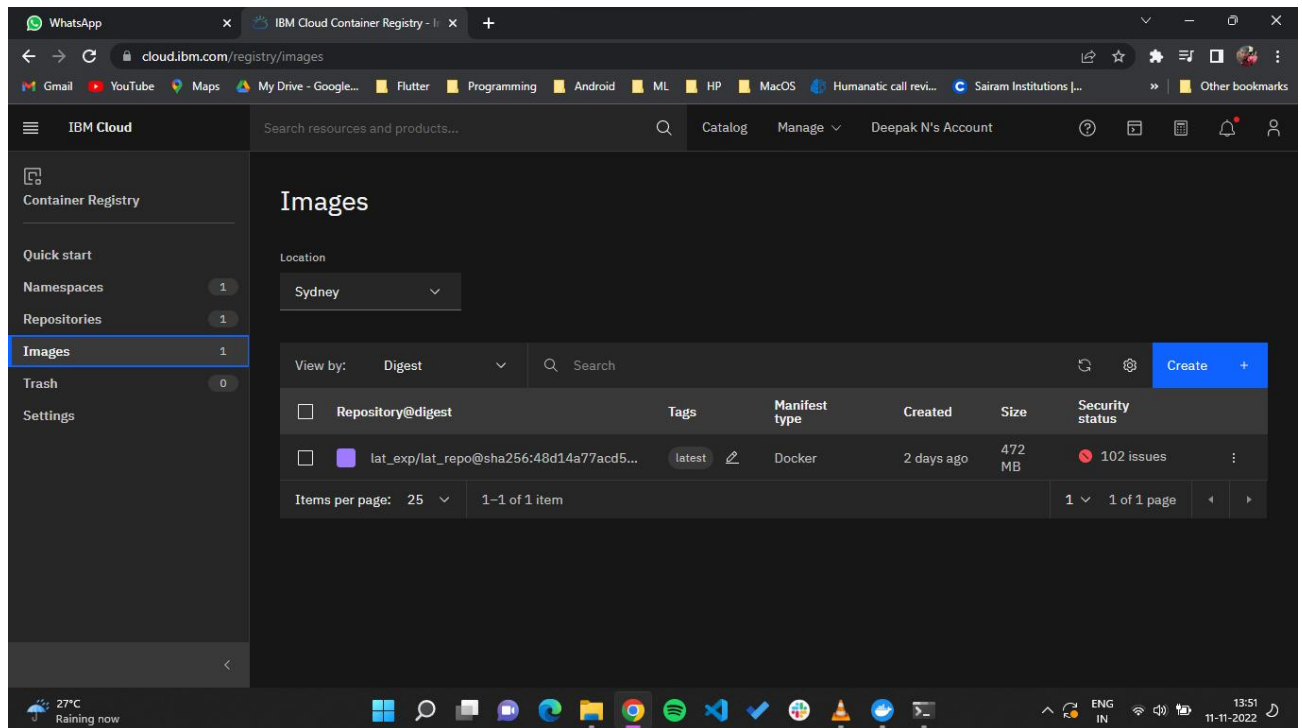 WhatsApp
IBM Cloud Container Registry - I
cloud.ibm.com/registry/images
Gmail YouTube Maps My Drive - Google... Flutter Programming Android ML HP MacOS Humanatic call revi... Sairam Institutions |... » Other bookmarks
IBM Cloud Search resources and products... Catalog Manage Deepak N's Account
Container Registry
Images
Quick start
Location
Namespaces 1
Sydney
Repositories 1
Images 1
View by: Digest Search Create +
Trash 0
Settings
Repository@digest Tags Manifest type Created Size Security status
lat_exp/lat_repo@sha256:48d14a77acd5... latest Docker 2 days ago 472 MB 102 issues
Items per page: 25 1–1 of 1 item 1 1 of 1 page
27°C
Raining now
ENG
IN
13:51
11-11-2022